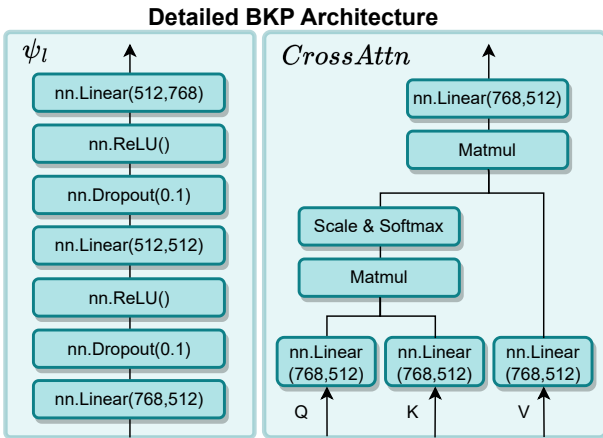 Detailed BKP Architecture
ψl
nn.Linear(512,768)
nn.ReLU()
nn.Dropout(0.1)
nn.Linear(512,512)
nn.ReLU()
nn.Dropout(0.1)
nn.Linear(768,512)
CrossAttn
nn.Linear(768,512)
Matmul
Scale & Softmax
Matmul
nn.Linear
(768,512)
nn.Linear
(768,512)
nn.Linear
(768,512)
Q
K
V